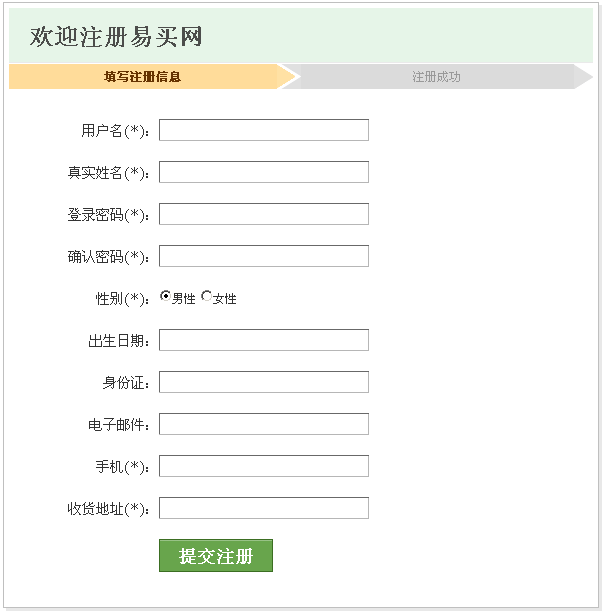 欢迎注册易买网
填写注册信息 注册成功
用户名(*):
真实姓名(*):
登录密码(*):
确认密码(*):
性别(*): 男性 女性
出生日期:
身份证:
电子邮件:
手机(*):
收货地址(*):
提交注册